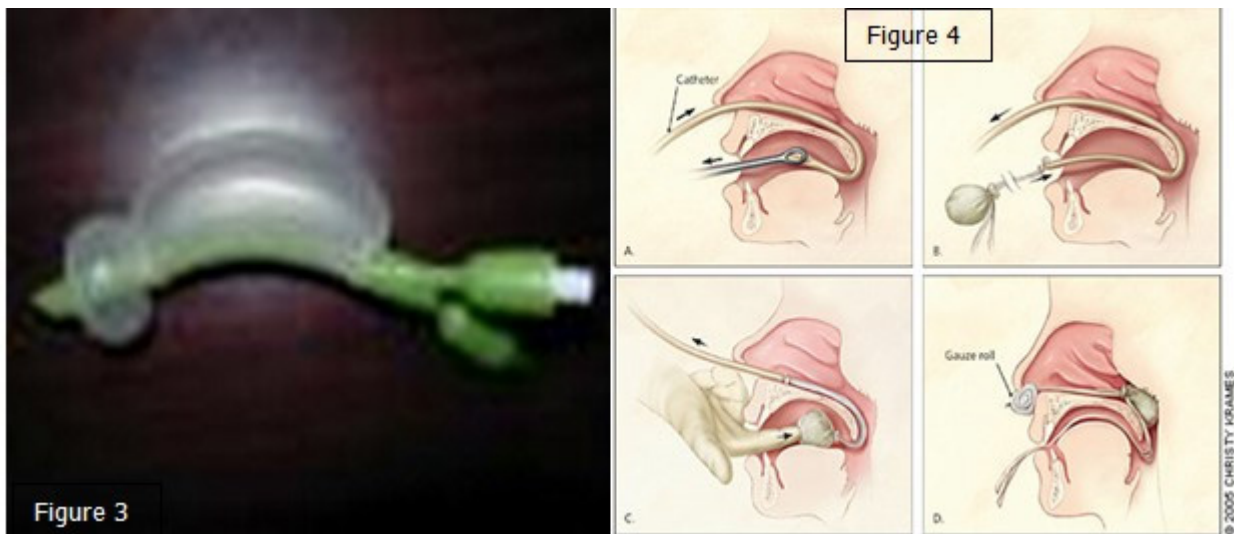 Figure 3
Figure 4
Catheter
A.
B.
C.
Gauze roll
D.
© 2005 CHRISTY KRAMES